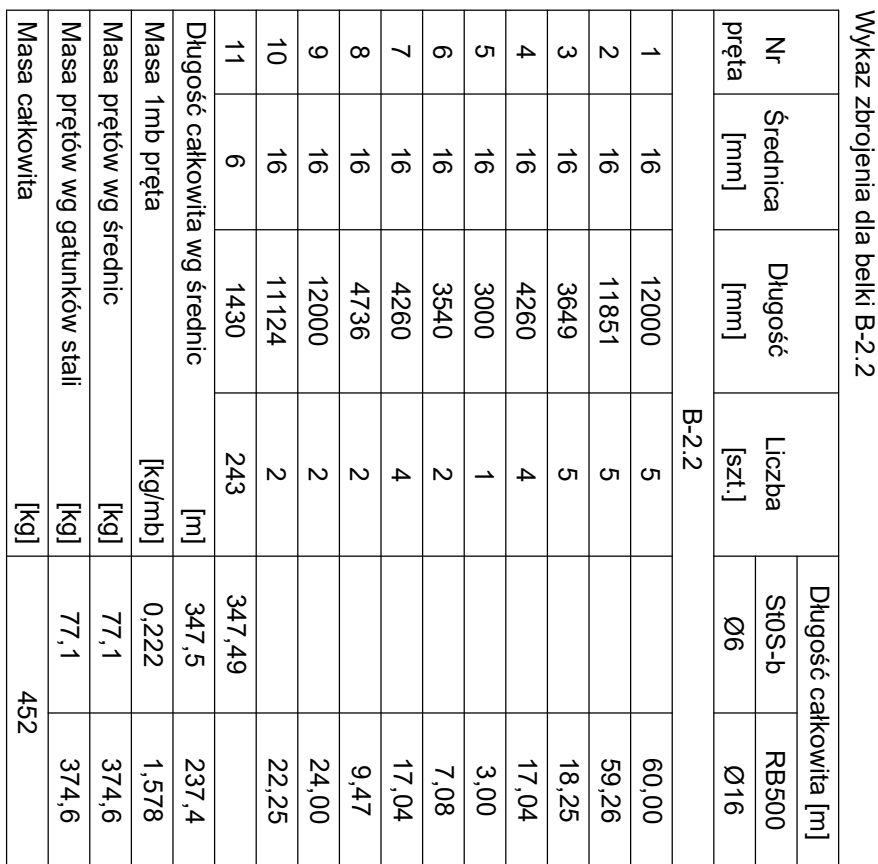 Wykaz zbrojenia dla belki B-2.2
Nr pręta Średnica [mm] Długość [mm] Liczba [szt.] Długość całkowita [m]
St0S-b RB500
Ø6 Ø16
B-2.2
1 16 12000 5 60,00
2 16 11851 5 59,26
3 16 3649 5 18,25
4 16 4260 4 17,04
5 16 3000 1 3,00
6 16 3540 2 7,08
7 16 4260 4 17,04
8 16 4736 2 9,47
9 16 12000 2 24,00
10 16 11124 2 22,25
11 6 1430 243 347,49
Długość całkowita wg średnic [m] 347,5 237,4
Masa 1mb pręta [kg/mb] 0,222 1,578
Masa prętów wg średnic [kg] 77,1 374,6
Masa prętów wg gatunków stali [kg] 77,1 374,6
Masa całkowita [kg] 452